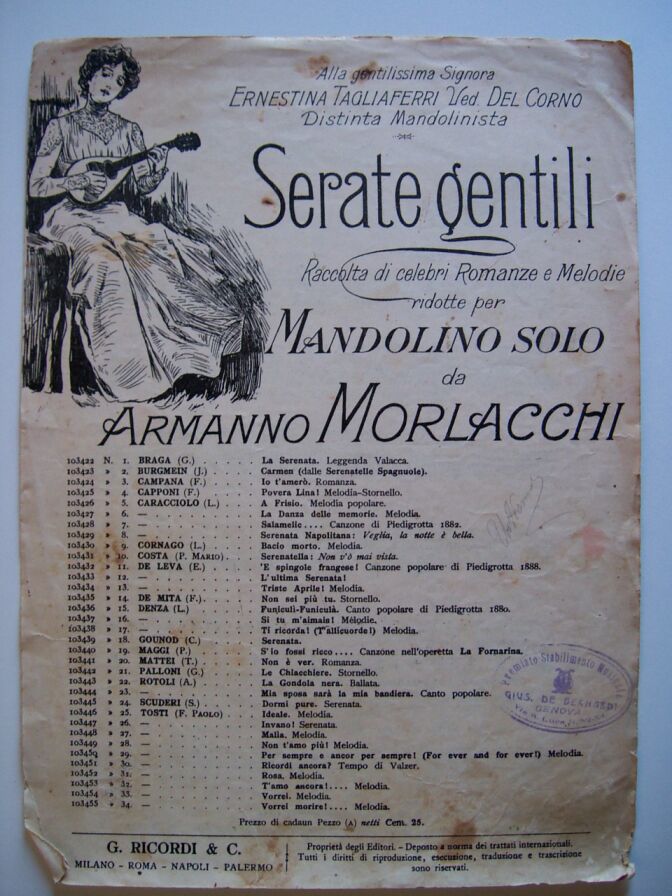 Alla gentilissima Signora
ERNESTINA TAGLIAFERRI Ved. DEL CORNO
Distinta Mandolinista
Serate gentili
Raccolta di celebri Romanze e Melodie
ridotte per
MANDOLINO SOLO
da
ARMANNO MORLACCHI
103422 N. 1. BRAGA (G.) . . . . . La Serenata. Leggenda Valacca.
103423 » 2. BURGMEIN (J.) . . . . Carmen (dalle Serenatelle Spagnuole).
103424 » 3. CAMPANA (F.) . . . . Io t'amerò. Romanza.
103425 » 4. CAPPONI (F.) . . . . . Povera Lina! Melodia-Stornello.
103426 » 5. CARACCIOLO (L.) . . . A Frisio. Melodia popolare.
103427 » 6. — . . . . . La Danza delle memorie. Melodia.
103428 » 7. — . . . . . Salamelic.... Canzone di Piedigrotta 1882.
103429 » 8. — . . . . . Serenata Napolitana: Veglia, la notte è bella.
103430 » 9. CORNAGO (L.) . . . . Bacio morto. Melodia.
103431 » 10. COSTA (P. MARIO) . . . Serenatella: Non v'ò mai vista.
103432 » 11. DE LEVA (E.) . . . . . 'E spingole frangese! Canzone popolare di Piedigrotta 1888.
103433 » 12. — . . . . . L'ultima Serenata!
103434 » 13. — . . . . . Triste Aprile! Melodia.
103435 » 14. DE MITA (F.) . . . . . Non sei più tu. Stornello.
103436 » 15. DENZA (L.) . . . . . . Funiculì-Funiculà. Canto popolare di Piedigrotta 1880.
103437 » 16. — . . . . . Si tu m'aimais! Mélodie.
103438 » 17. — . . . . . Ti ricorda! (T'allicuorde!) Melodia.
103439 » 18. GOUNOD (C.) . . . . . Serenata.
103440 » 19. MAGGI (P.) . . . . . . S'io fossi ricco.... Canzone nell'operetta La Fornarina.
103441 » 20. MATTEI (T.) . . . . . Non è ver. Romanza.
103442 » 21. PALLONI (G.) . . . . . Le Chiacchiere. Stornello.
103443 » 22. ROTOLI (A.) . . . . . La Gondola nera. Ballata.
103444 » 23. — . . . . . Mia sposa sarà la mia bandiera. Canto popolare.
103445 » 24. SCUDERI (S.) . . . . . Dormi pure. Serenata.
103446 » 25. TOSTI (F. PAOLO) . . . Ideale. Melodia.
103447 » 26. — . . . . . Invano! Serenata.
103448 » 27. — . . . . . Malìa. Melodia.
103449 » 28. — . . . . . Non t'amo più! Melodia.
103450 » 29. — . . . . . Per sempre e ancor per sempre! (For ever and for ever!) Melodia.
103451 » 30. — . . . . . Ricordi ancora? Tempo di Valzer.
103452 » 31. — . . . . . Rosa. Melodia.
103453 » 32. — . . . . . T'amo ancora!.... Melodia.
103454 » 33. — . . . . . Vorrei. Melodia.
103455 » 34. — . . . . . Vorrei morire!.... Melodia.
Premiato Stabilimento Musicale
GIUS. DE BERNARDI
GENOVA
Prezzo di cadaun Pezzo (A) netti Cem. 25.
G. RICORDI & C.
MILANO - ROMA - NAPOLI - PALERMO
Proprietà degli Editori. - Deposto a norma dei trattati internazionali.
Tutti i diritti di riproduzione, esecuzione, traduzione e trascrizione
sono riservati.